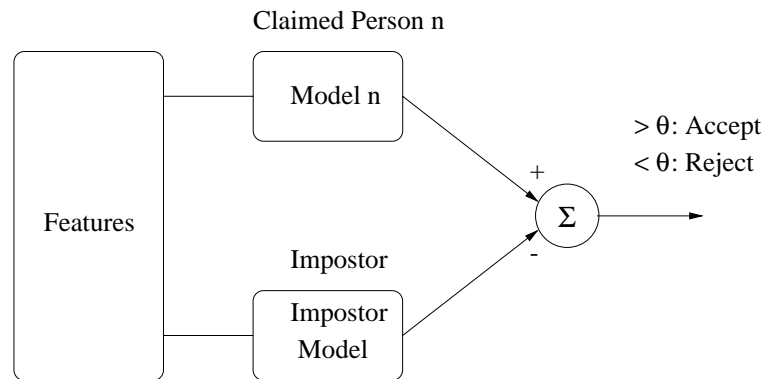 Claimed Person n
Model n
> θ: Accept
< θ: Reject
+
Σ
Features
-
Impostor
Impostor
Model